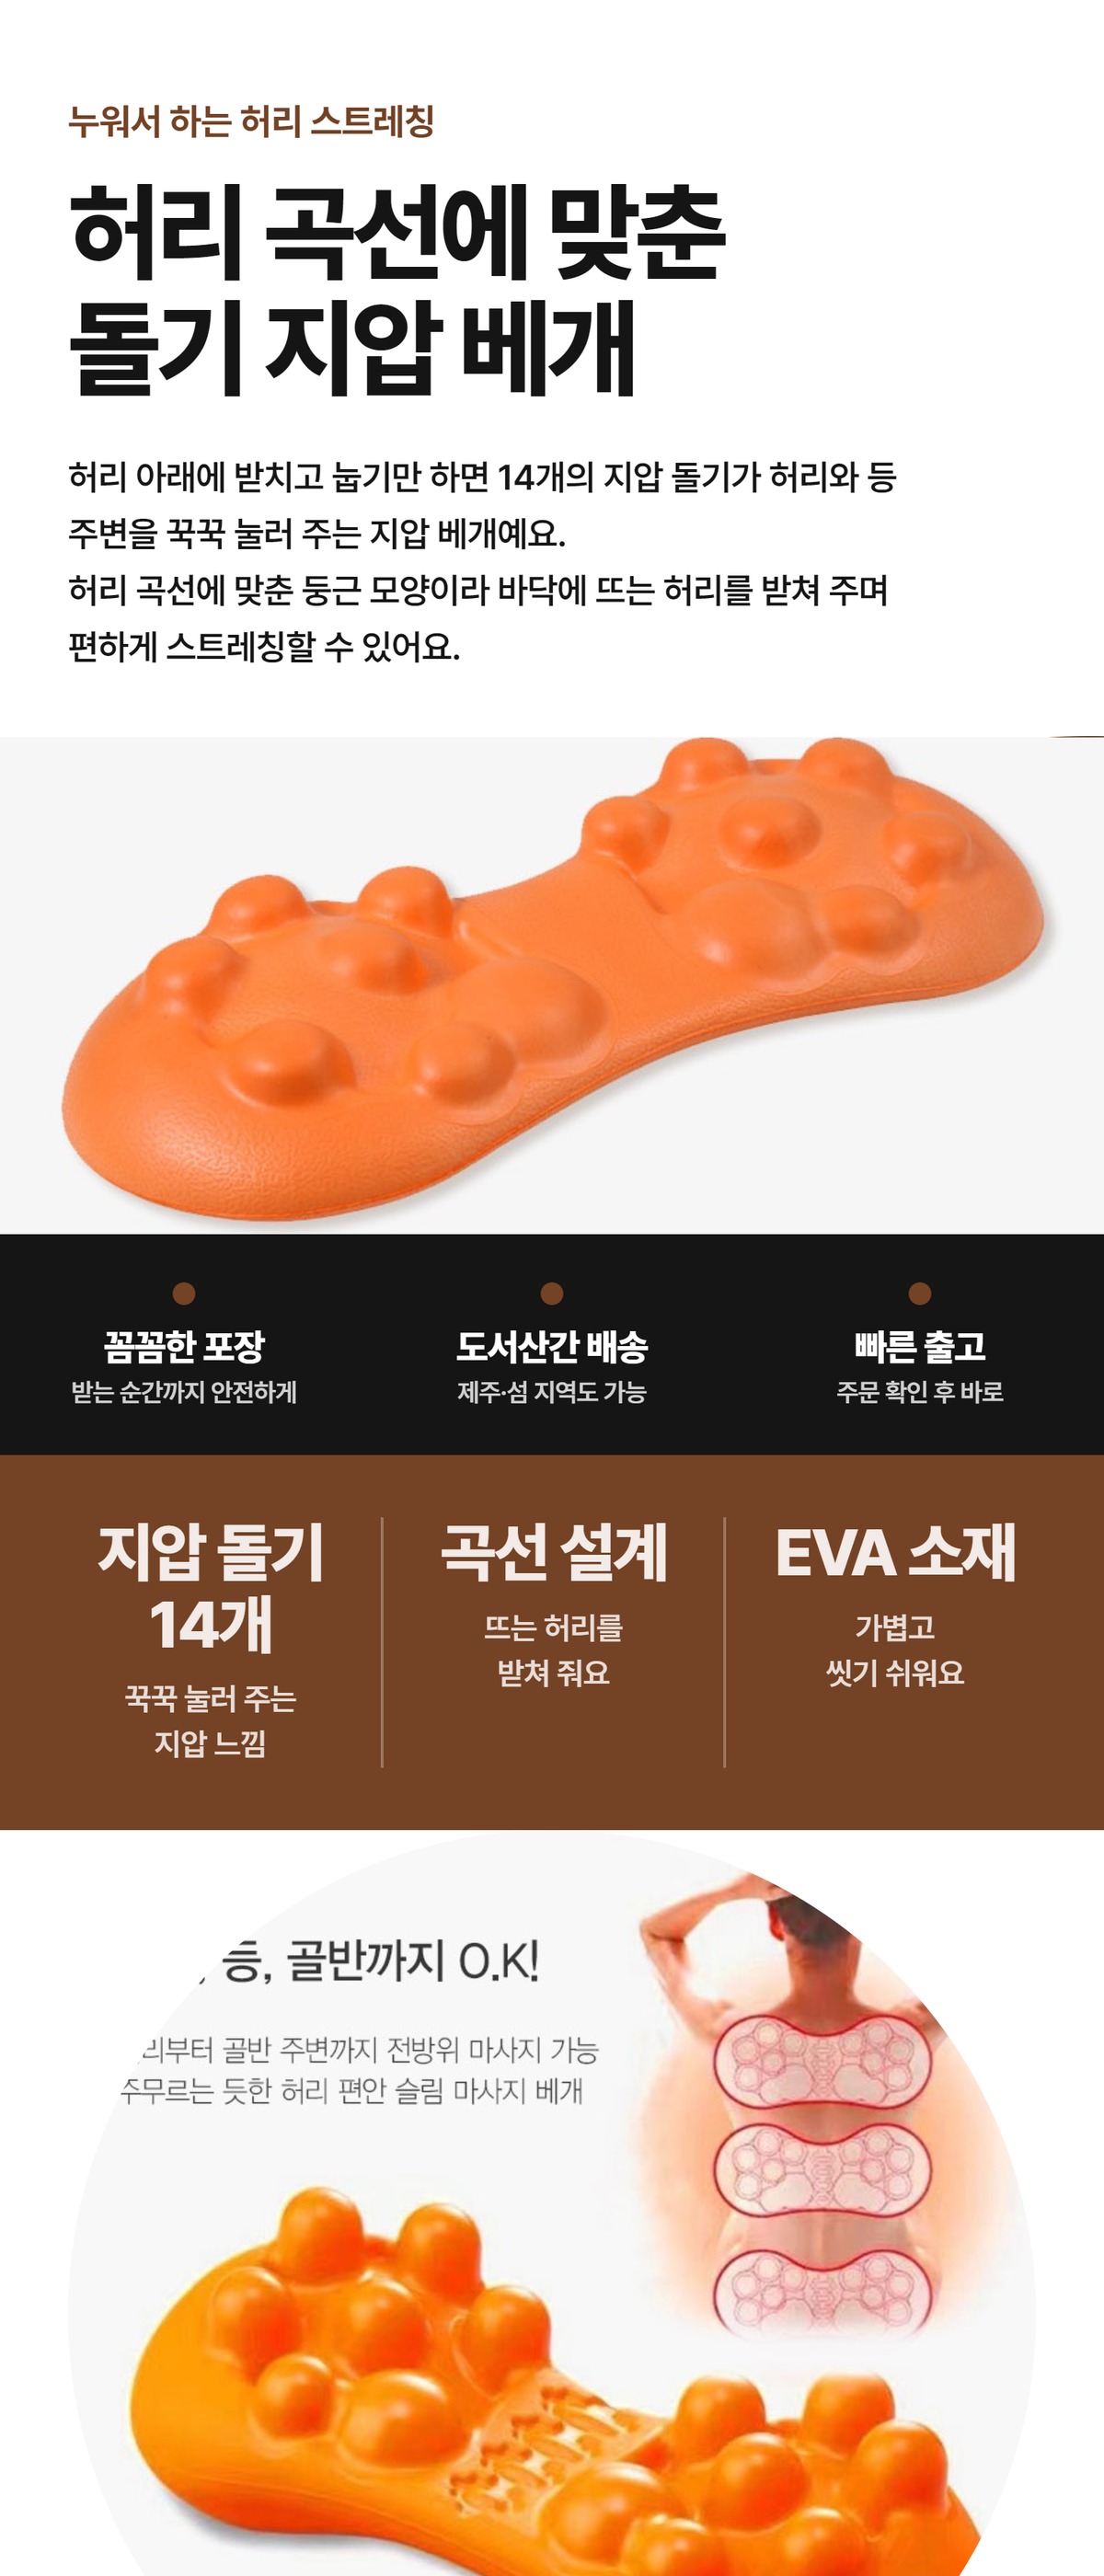 누워서 하는 허리 스트레칭
허리 곡선에 맞춘
돌기 지압 베개
허리 아래에 받치고 눕기만 하면 14개의 지압 돌기가 허리와 등
주변을 꾹꾹 눌러 주는 지압 베개예요.
허리 곡선에 맞춘 둥근 모양이라 바닥에 뜨는 허리를 받쳐 주며
편하게 스트레칭할 수 있어요.
꼼꼼한 포장
받는 순간까지 안전하게
도서산간 배송
제주·섬 지역도 가능
빠른 출고
주문 확인 후 바로
지압 돌기
14개
꾹꾹 눌러 주는
지압 느낌
곡선 설계
뜨는 허리를
받쳐 줘요
EVA 소재
가볍고
씻기 쉬워요
등, 골반까지 O.K!
골반 주변까지 전방위 마사지 가능
주무르는 듯한 허리 편안 슬림 마사지 베개